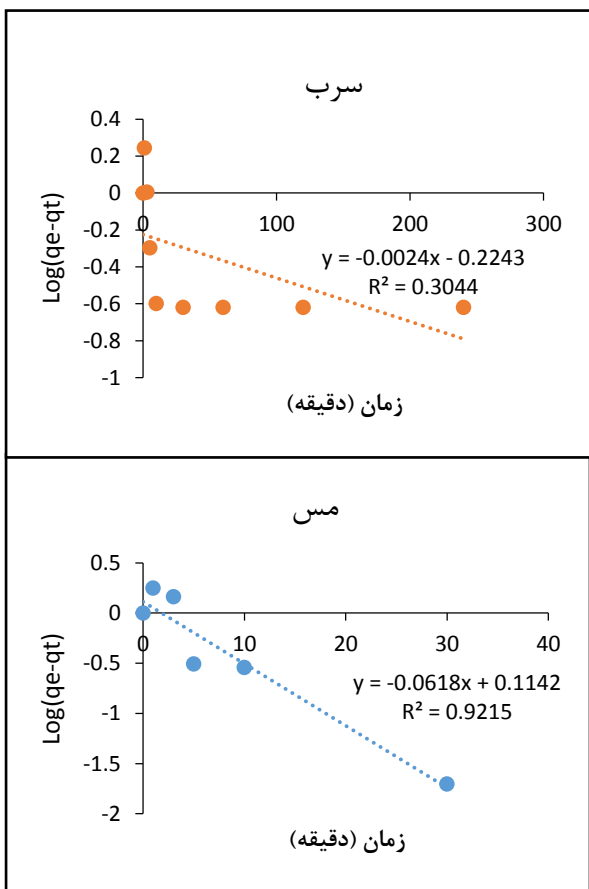 سرب
0.4
0.2
0
-0.2
-0.4
-0.6
-0.8
-1
0 100 200 300
Log(qe-qt)
y = -0.0024x - 0.2243
R² = 0.3044
زمان (دقیقه)
مس
0.5
0
-0.5
-1
-1.5
-2
0 10 20 30 40
Log(qe-qt)
y = -0.0618x + 0.1142
R² = 0.9215
زمان (دقیقه)